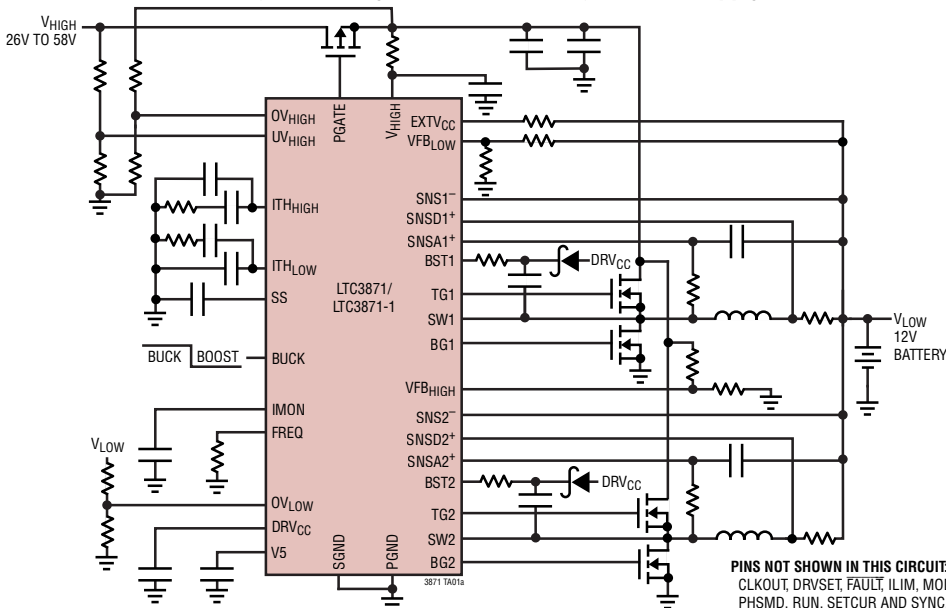 VHIGH
26V TO 58V
PGATE
VHIGH
OVHIGH
UVHIGH
ITHHIGH
ITHLOW
SS
BUCK BOOST
BUCK
IMON
FREQ
VLOW
OVLOW
DRVCC
V5
SGND
PGND
LTC3871/
LTC3871-1
EXTVCC
VFBLOW
SNS1−
SNSD1+
SNSA1+
BST1
DRVCC
TG1
SW1
BG1
VFBHIGH
SNS2−
SNSD2+
SNSA2+
BST2
DRVCC
TG2
SW2
BG2
VLOW
12V
BATTERY
3871 TA01a
PINS NOT SHOWN IN THIS CIRCUIT:
CLKOUT, DRVSET, FAULT, ILIM,
PHSMD, RUN, SETCUR AND SYNC